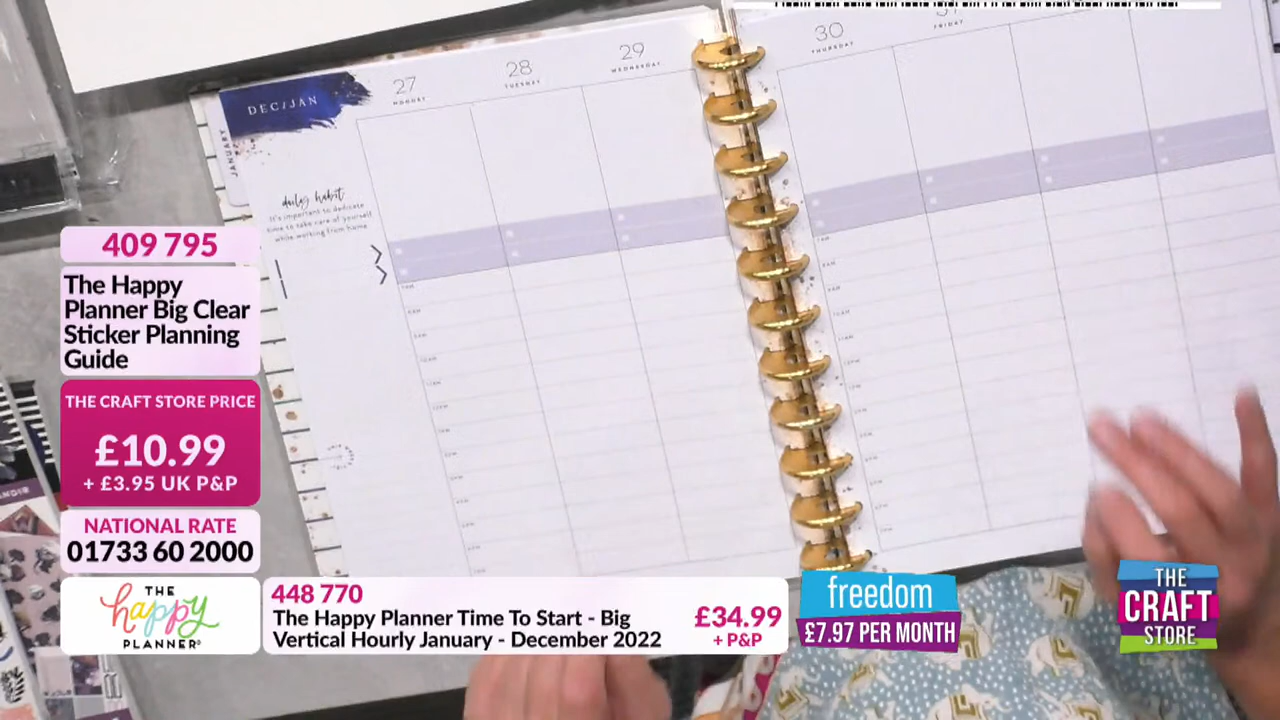 27
MONDAY
28
TUESDAY
29
WEDNESDAY
30
THURSDAY
31
FRIDAY
DEC/JAN
JANUARY
daily habit:
It's important to dedicate
time to take care of yourself
while working from home.
409 795
The Happy
Planner Big Clear
Sticker Planning
Guide
THE CRAFT STORE PRICE
£10.99
+ £3.95 UK P&P
NATIONAL RATE
01733 60 2000
THE
happy
PLANNER®
448 770
The Happy Planner Time To Start - Big
Vertical Hourly January - December 2022
£34.99
+ P&P
freedom
£7.97 PER MONTH
THE
CRAFT
STORE